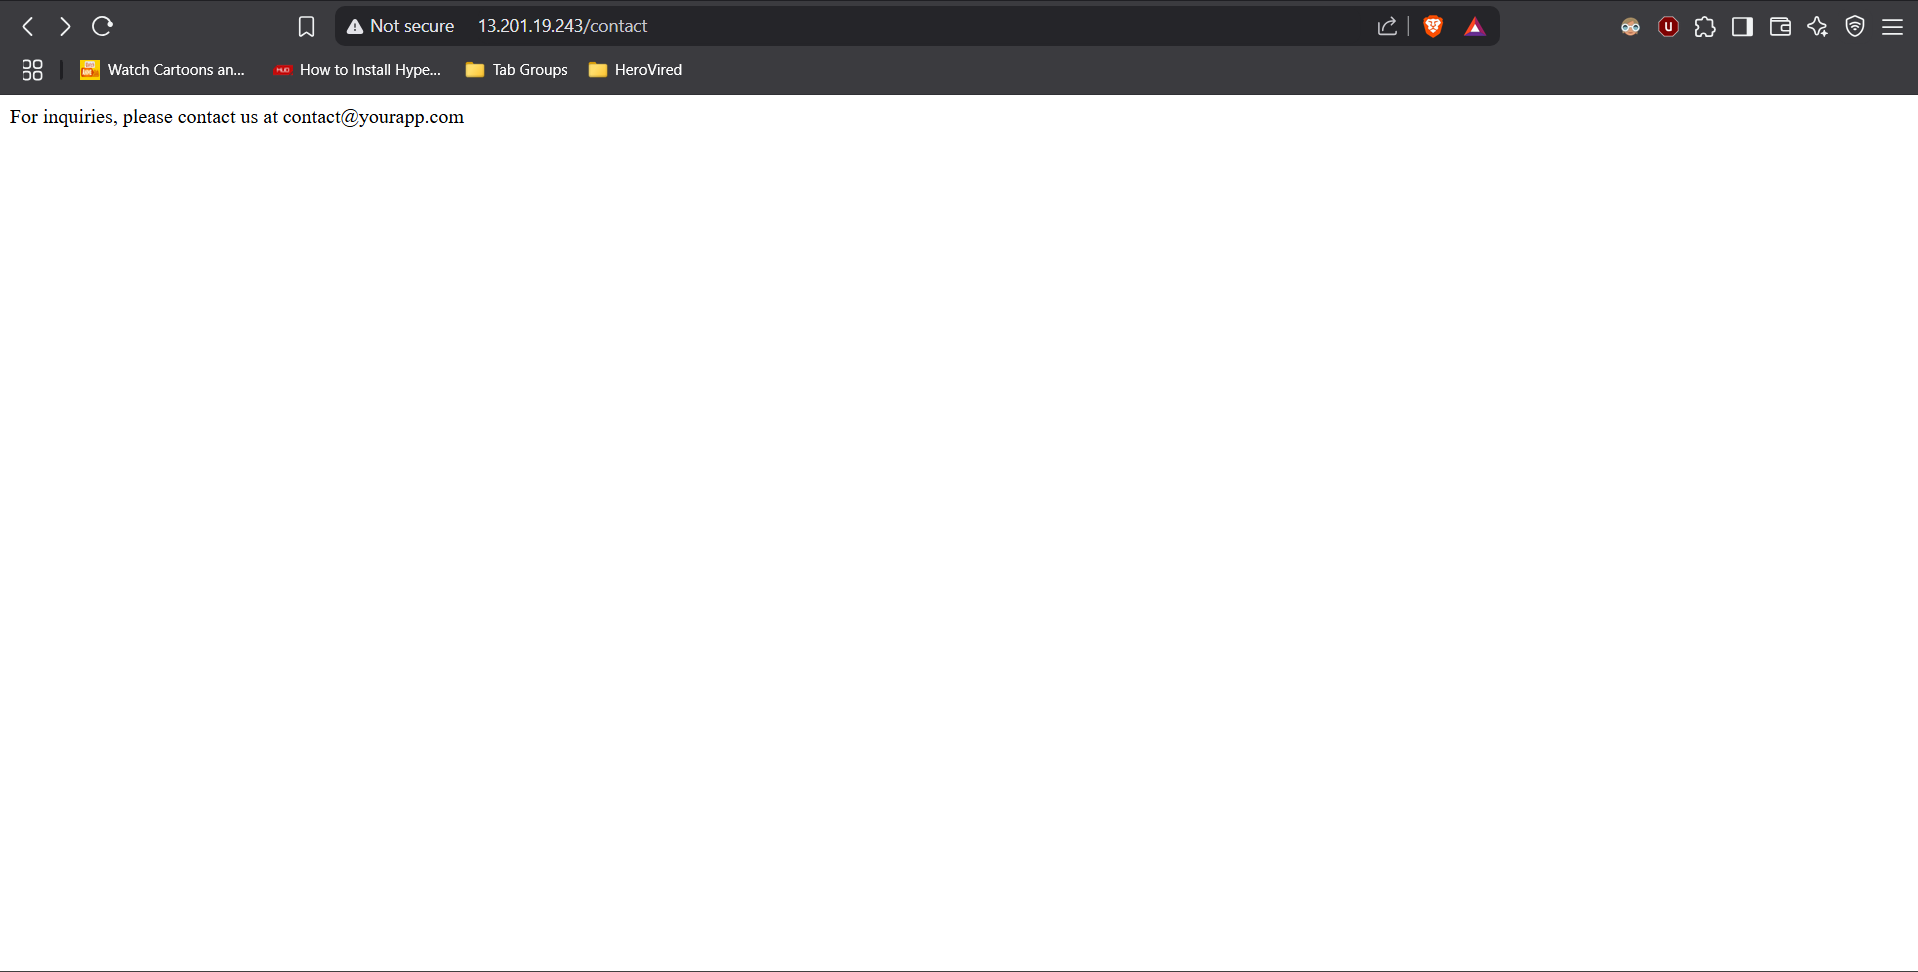 Not secure 13.201.19.243/contact
Watch Cartoons an... How to Install Hype... Tab Groups HeroVired
For inquiries, please contact us at contact@yourapp.com